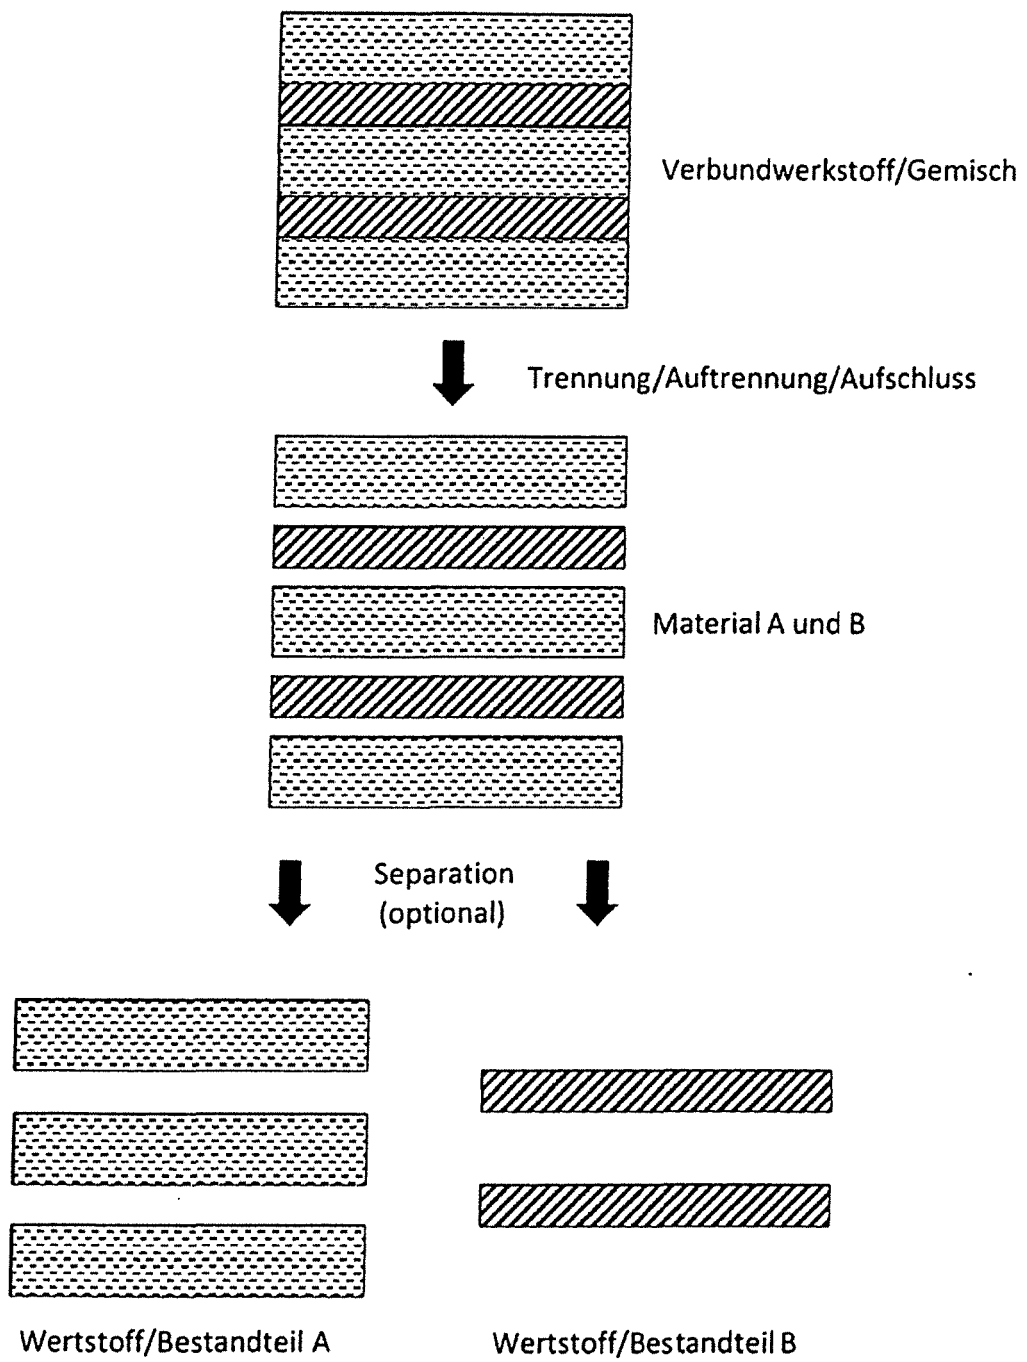 Verbundwerkstoff/Gemisch
Trennung/Auftrennung/Aufschluss
Material A und B
Separation
(optional)
Wertstoff/Bestandteil A
Wertstoff/Bestandteil B